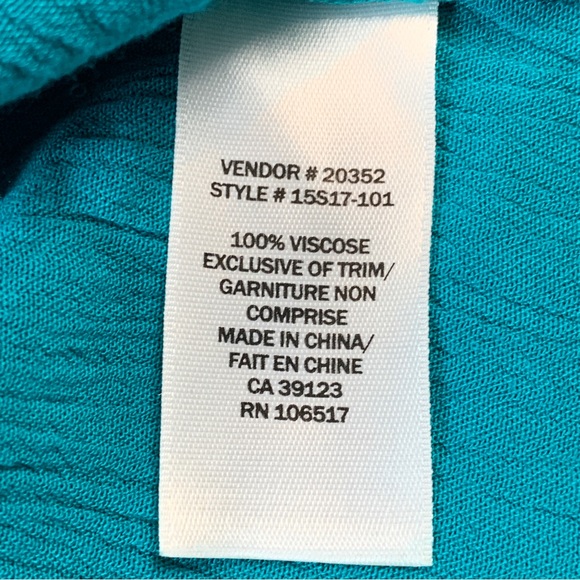 VENDOR # 20352
STYLE # 15S17-101
100% VISCOSE
EXCLUSIVE OF TRIM/
GARNITURE NON
COMPRISE
MADE IN CHINA/
FAIT EN CHINE
CA 39123
RN 106517